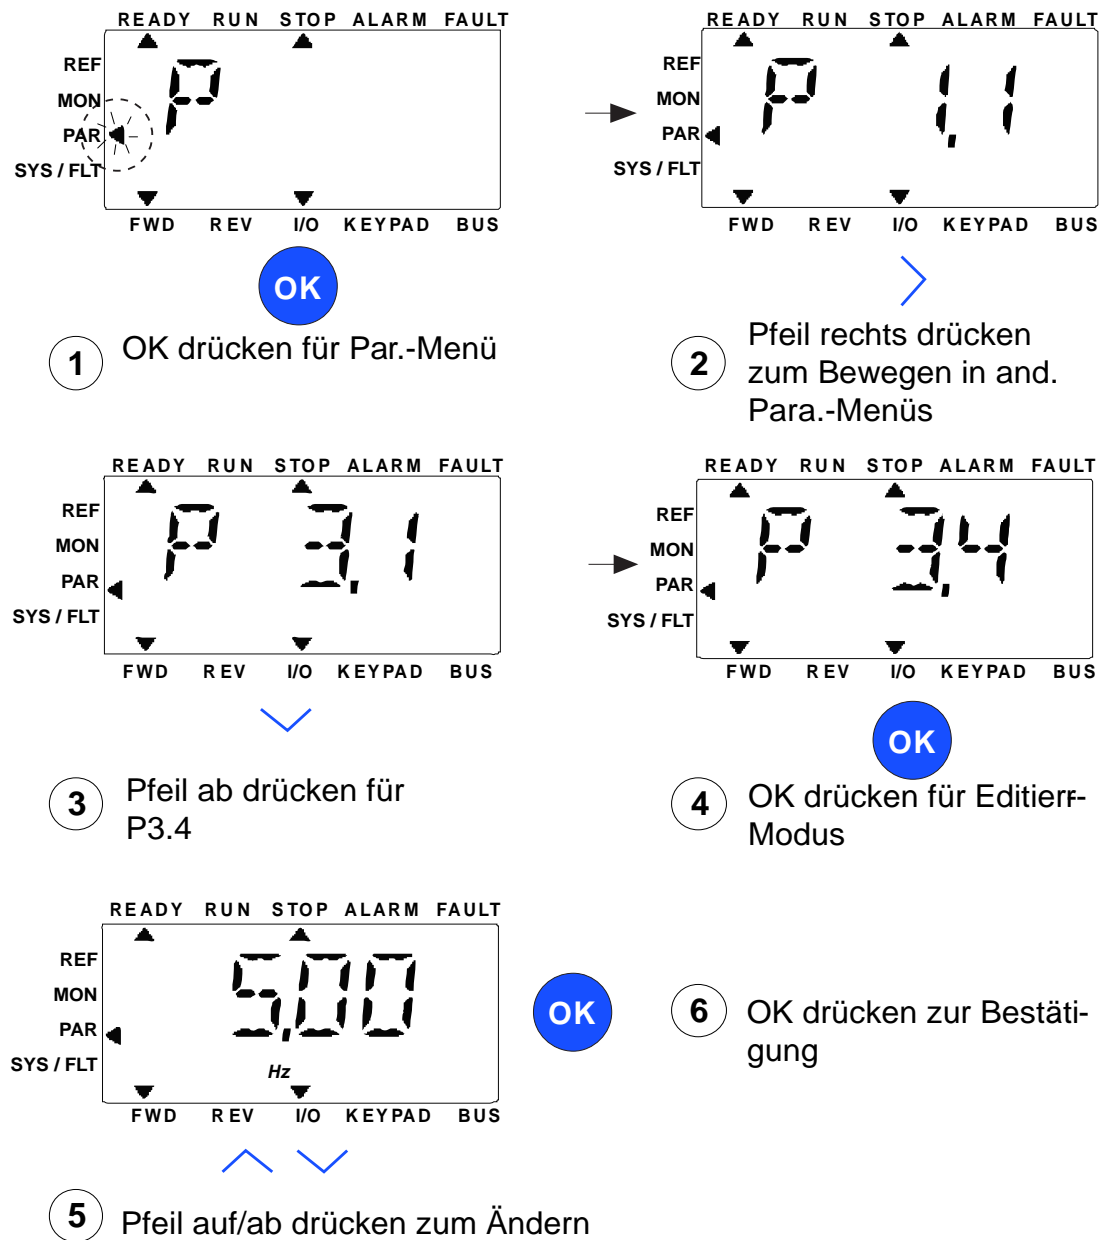 READY RUN STOP ALARM FAULT
REF
MON
PAR
SYS / FLT
P
FWD REV I/O KEYPAD BUS
OK
1 OK drücken für Par.-Menü
READY RUN STOP ALARM FAULT
REF
MON
PAR
SYS / FLT
P 1,1
FWD REV I/O KEYPAD BUS
2 Pfeil rechts drücken
zum Bewegen in and.
Para.-Menüs
READY RUN STOP ALARM FAULT
REF
MON
PAR
SYS / FLT
P 3,1
FWD REV I/O KEYPAD BUS
3 Pfeil ab drücken für
P3.4
READY RUN STOP ALARM FAULT
REF
MON
PAR
SYS / FLT
P 3,4
FWD REV I/O KEYPAD BUS
OK
4 OK drücken für Editierr-
Modus
READY RUN STOP ALARM FAULT
REF
MON
PAR
SYS / FLT
5,00
Hz
FWD REV I/O KEYPAD BUS
5 Pfeil auf/ab drücken zum Ändern
OK
6 OK drücken zur Bestäti-
gung